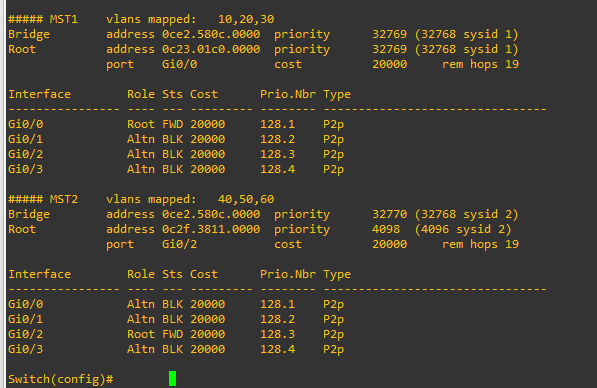 ##### MST1    vlans mapped:   10,20,30
Bridge        address 0ce2.580c.0000  priority      32769 (32768 sysid 1)
Root          address 0c23.01c0.0000  priority      32769 (32768 sysid 1)
              port    Gi0/0           cost          20000     rem hops 19
Interface        Role Sts Cost      Prio.Nbr Type
---------------- ---- --- --------- -------- --------------------------------
Gi0/0            Root FWD 20000     128.1    P2p
Gi0/1            Altn BLK 20000     128.2    P2p
Gi0/2            Altn BLK 20000     128.3    P2p
Gi0/3            Altn BLK 20000     128.4    P2p
##### MST2    vlans mapped:   40,50,60
Bridge        address 0ce2.580c.0000  priority      32770 (32768 sysid 2)
Root          address 0c2f.3811.0000  priority      4098  (4096 sysid 2)
              port    Gi0/2           cost          20000     rem hops 19
Interface        Role Sts Cost      Prio.Nbr Type
---------------- ---- --- --------- -------- --------------------------------
Gi0/0            Altn BLK 20000     128.1    P2p
Gi0/1            Altn BLK 20000     128.2    P2p
Gi0/2            Root FWD 20000     128.3    P2p
Gi0/3            Altn BLK 20000     128.4    P2p
Switch(config)#